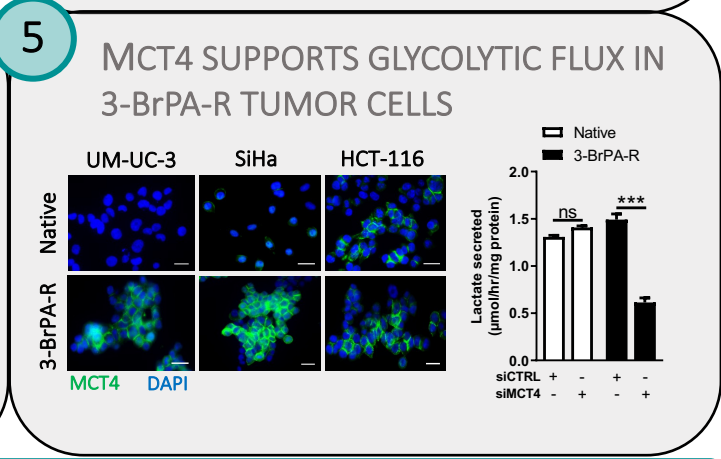 5
MCT4 SUPPORTS GLYCOLYTIC FLUX IN
3-BrPA-R TUMOR CELLS
UM-UC-3 SiHa HCT-116
Native
3-BrPA-R
MCT4 DAPI
Native
3-BrPA-R
Lactate secreted
(µmol/hr/mg protein)
2.0
1.5
1.0
0.5
0.0
ns
***
siCTRL + - + -
siMCT4 - + - +